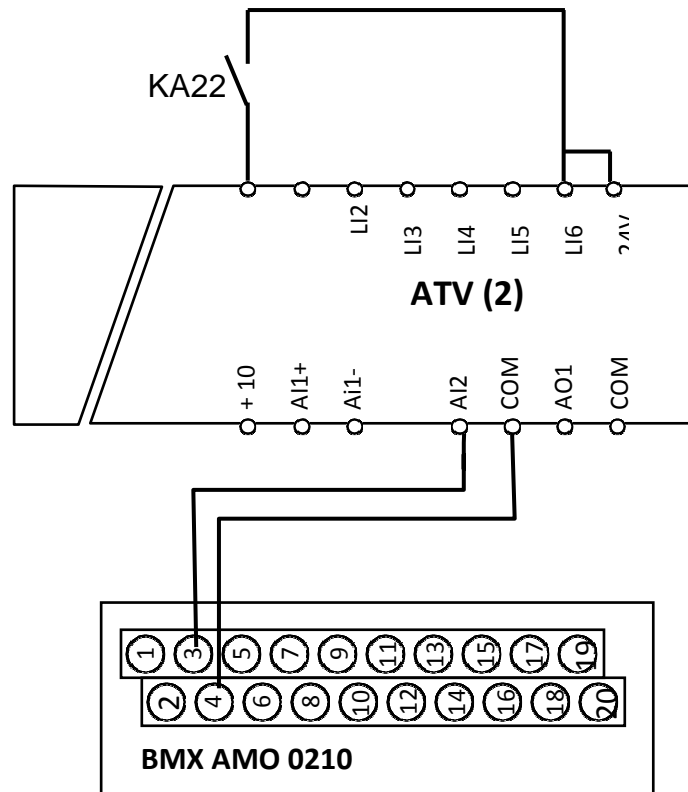 KA22
LI2 LI3 LI4 LI5 LI6 24V
ATV (2)
+ 10 AI1+ Ai1- AI2 COM AO1 COM
1 3 5 7 9 11 13 15 17 19
2 4 6 8 10 12 14 16 18 20
BMX AMO 0210